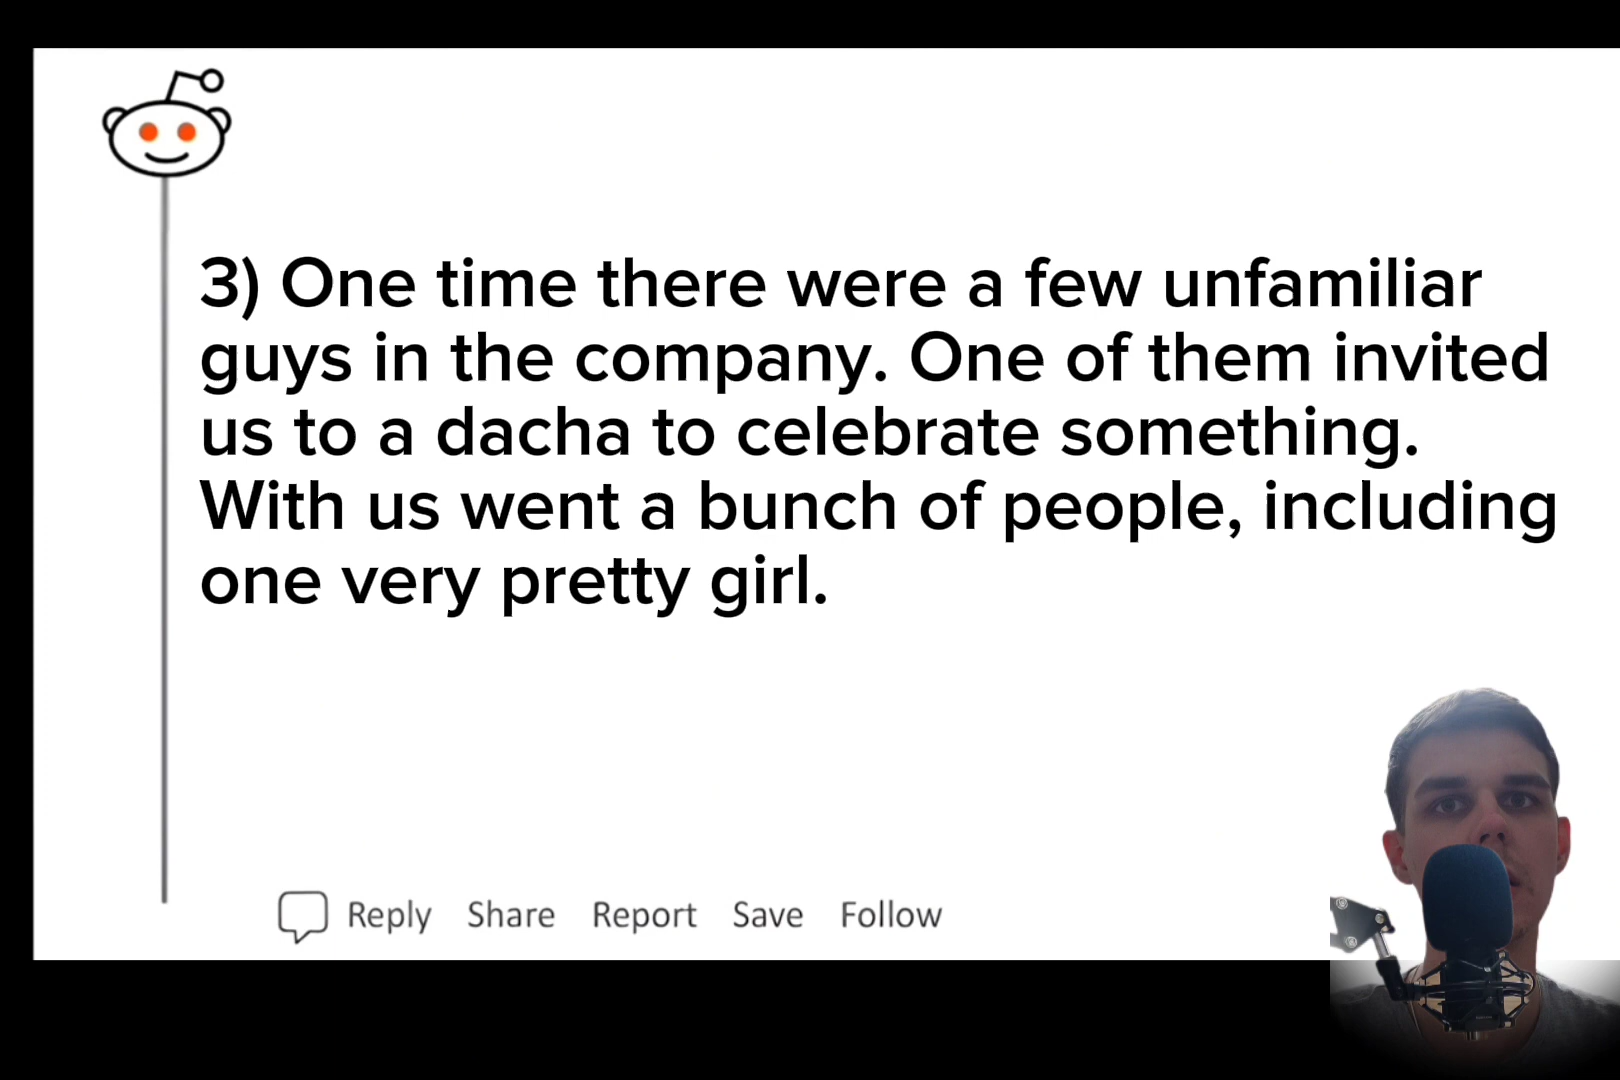 3) One time there were a few unfamiliar
guys in the company. One of them invited
us to a dacha to celebrate something.
With us went a bunch of people, including
one very pretty girl.
Reply Share Report Save Follow